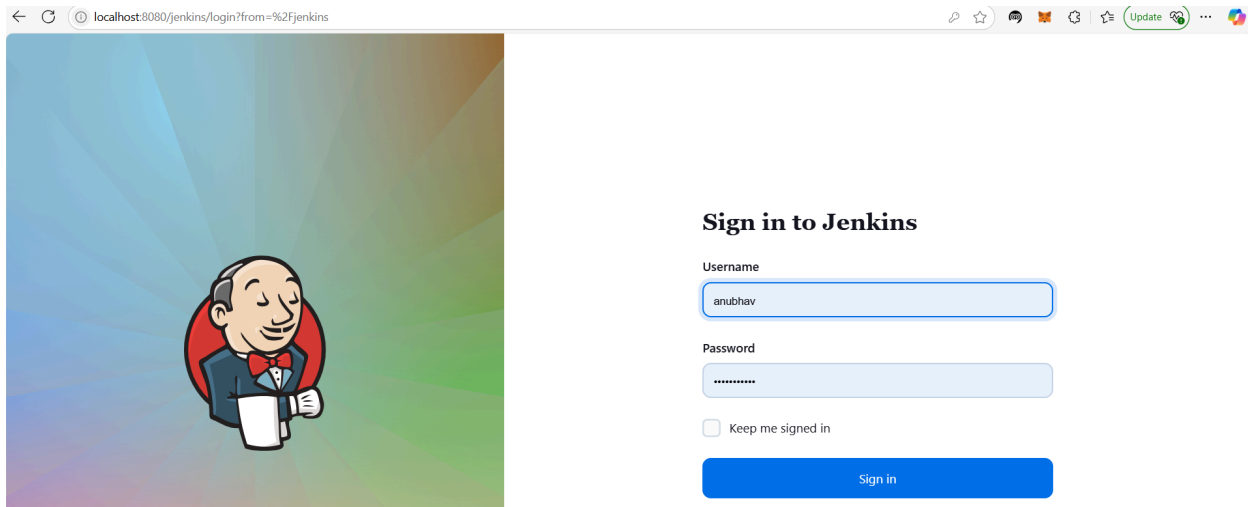 localhost:8080/jenkins/login?from=%2Fjenkins
Update
Sign in to Jenkins
Username
anubhav
Password
•••••••••••
Keep me signed in
Sign in